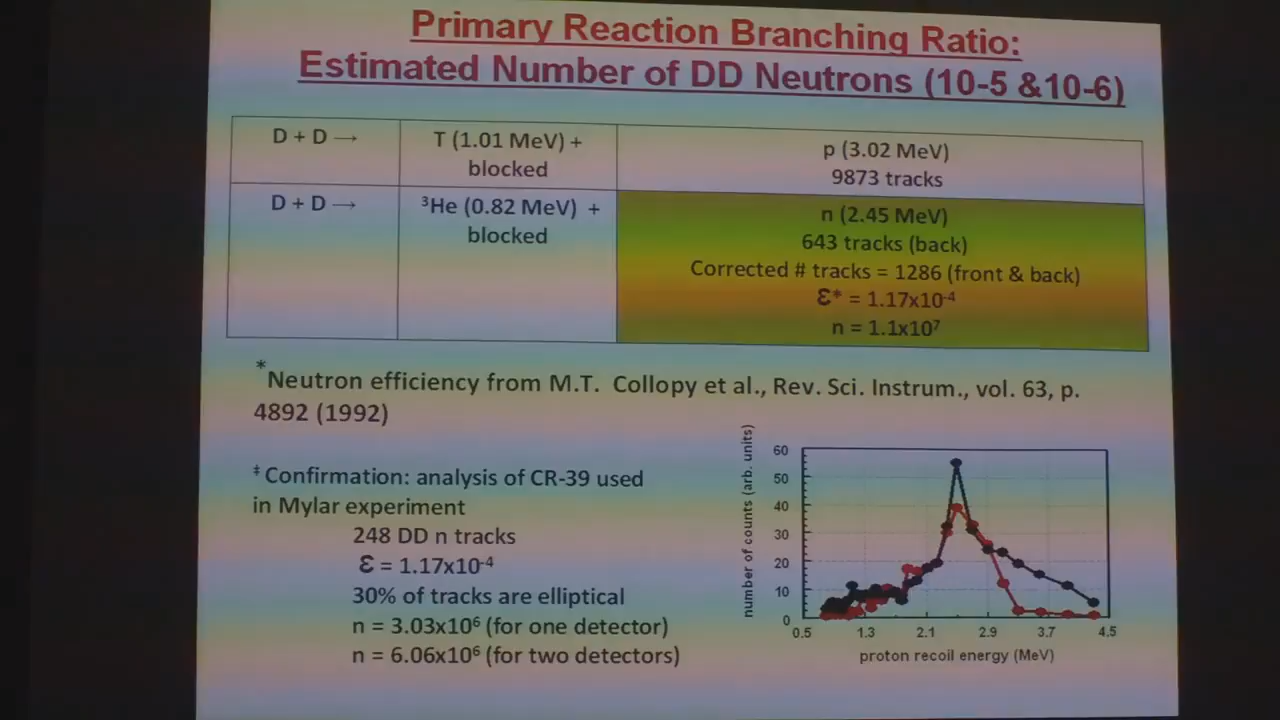 Primary Reaction Branching Ratio:
Estimated Number of DD Neutrons (10-5 &10-6)
D + D →
T (1.01 MeV) +
blocked
p (3.02 MeV)
9873 tracks
D + D →
³He (0.82 MeV) +
blocked
n (2.45 MeV)
643 tracks (back)
Corrected # tracks = 1286 (front & back)
ε* = 1.17x10⁻⁴
n = 1.1x10⁷
*Neutron efficiency from M.T. Collopy et al., Rev. Sci. Instrum., vol. 63, p.
4892 (1992)
‡Confirmation: analysis of CR-39 used
in Mylar experiment
248 DD n tracks
ε = 1.17x10⁻⁴
30% of tracks are elliptical
n = 3.03x10⁶ (for one detector)
n = 6.06x10⁶ (for two detectors)
number of counts (arb. units)
60
50
40
30
20
10
0
0.5 1.3 2.1 2.9 3.7 4.5
proton recoil energy (MeV)